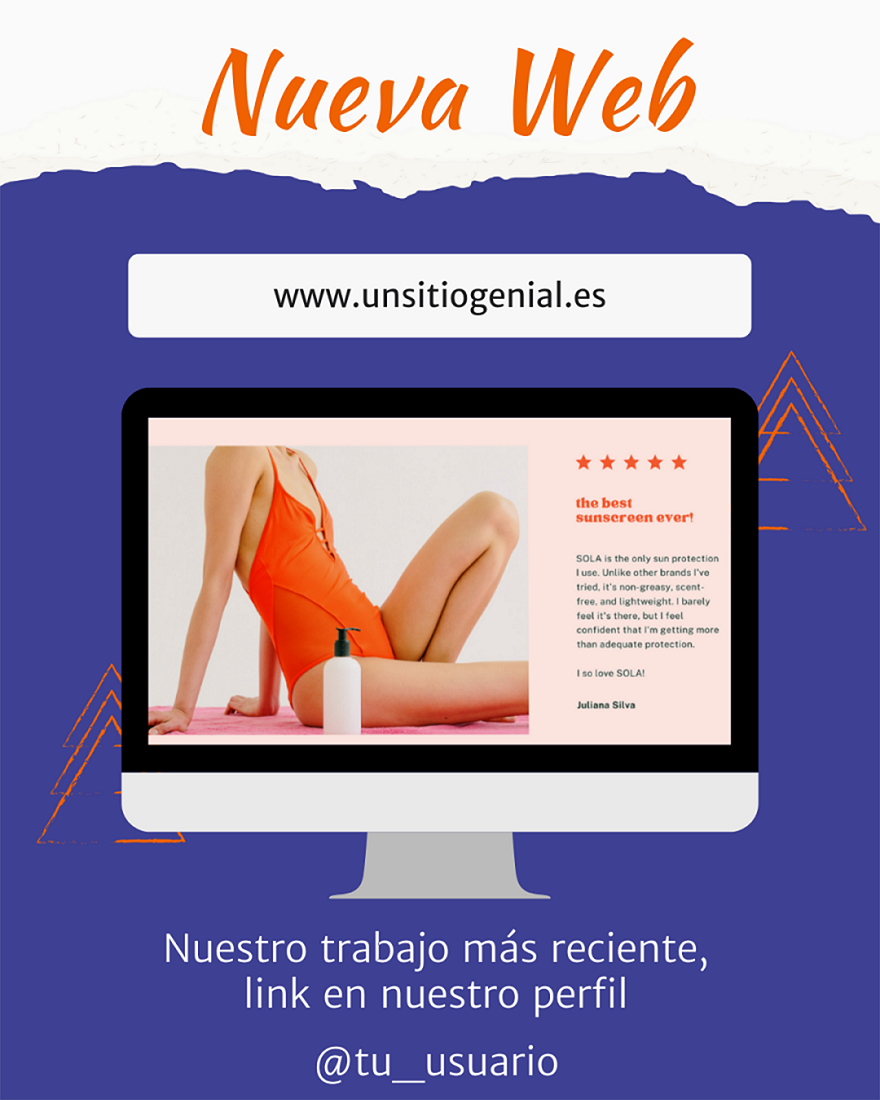 Nueva Web
www.unsitiogenial.es
the best
sunscreen ever!
SOLA is the only sun protection
I use. Unlike other brands I've
tried, it's non-greasy, scent-
free, and lightweight. I barely
feel it's there, but I feel
confident that I'm getting more
than adequate protection.
I so love SOLA!
Juliana Silva
Nuestro trabajo más reciente,
link en nuestro perfil
@tu_usuario